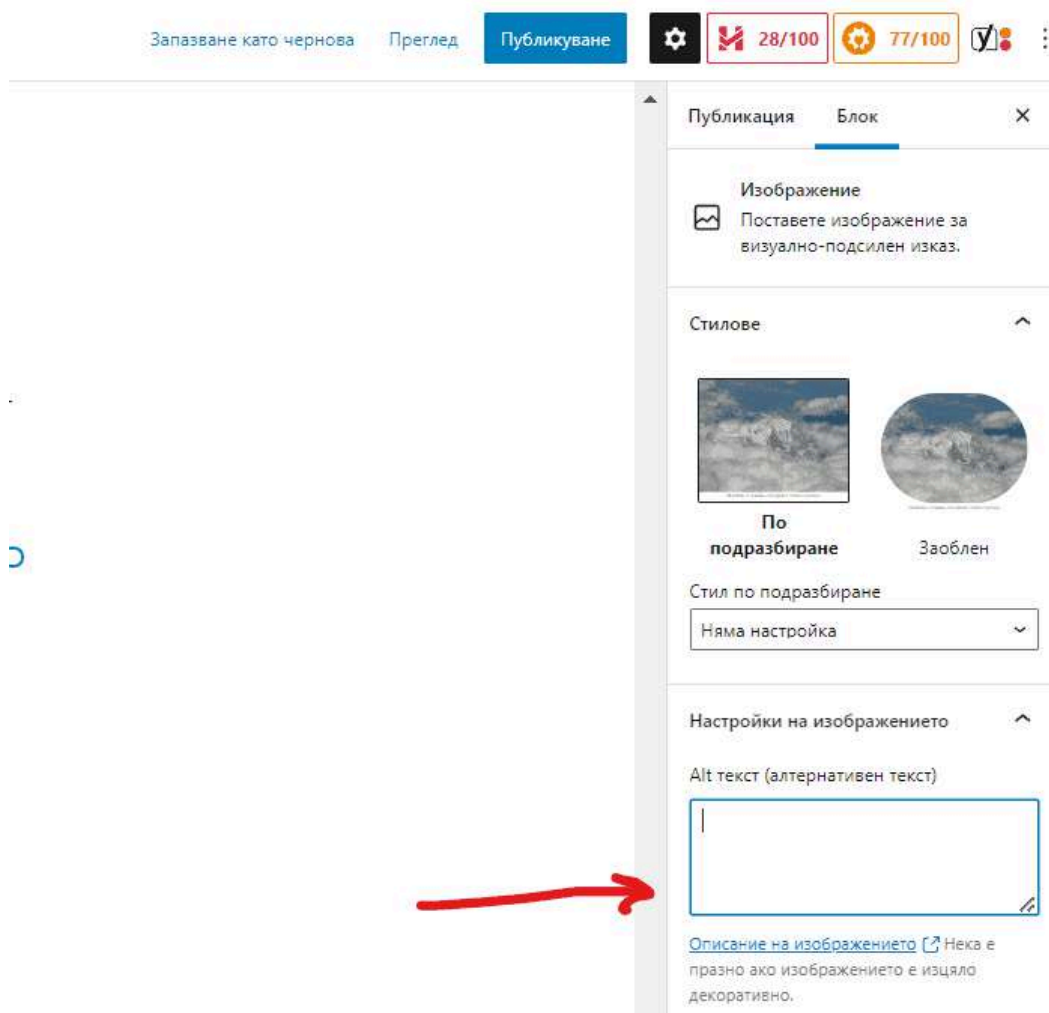 Запазване като чернова Преглед Публикуване 28/100 77/100
Публикация Блок
Изображение
Поставете изображение за
визуално-подсилен изказ.
Стилове
По
подразбиране Заоблен
Стил по подразбиране
Няма настройка
Настройки на изображението
Alt текст (алтернативен текст)
Описание на изображението Нека е
празно ако изображението е изцяло
декоративно.